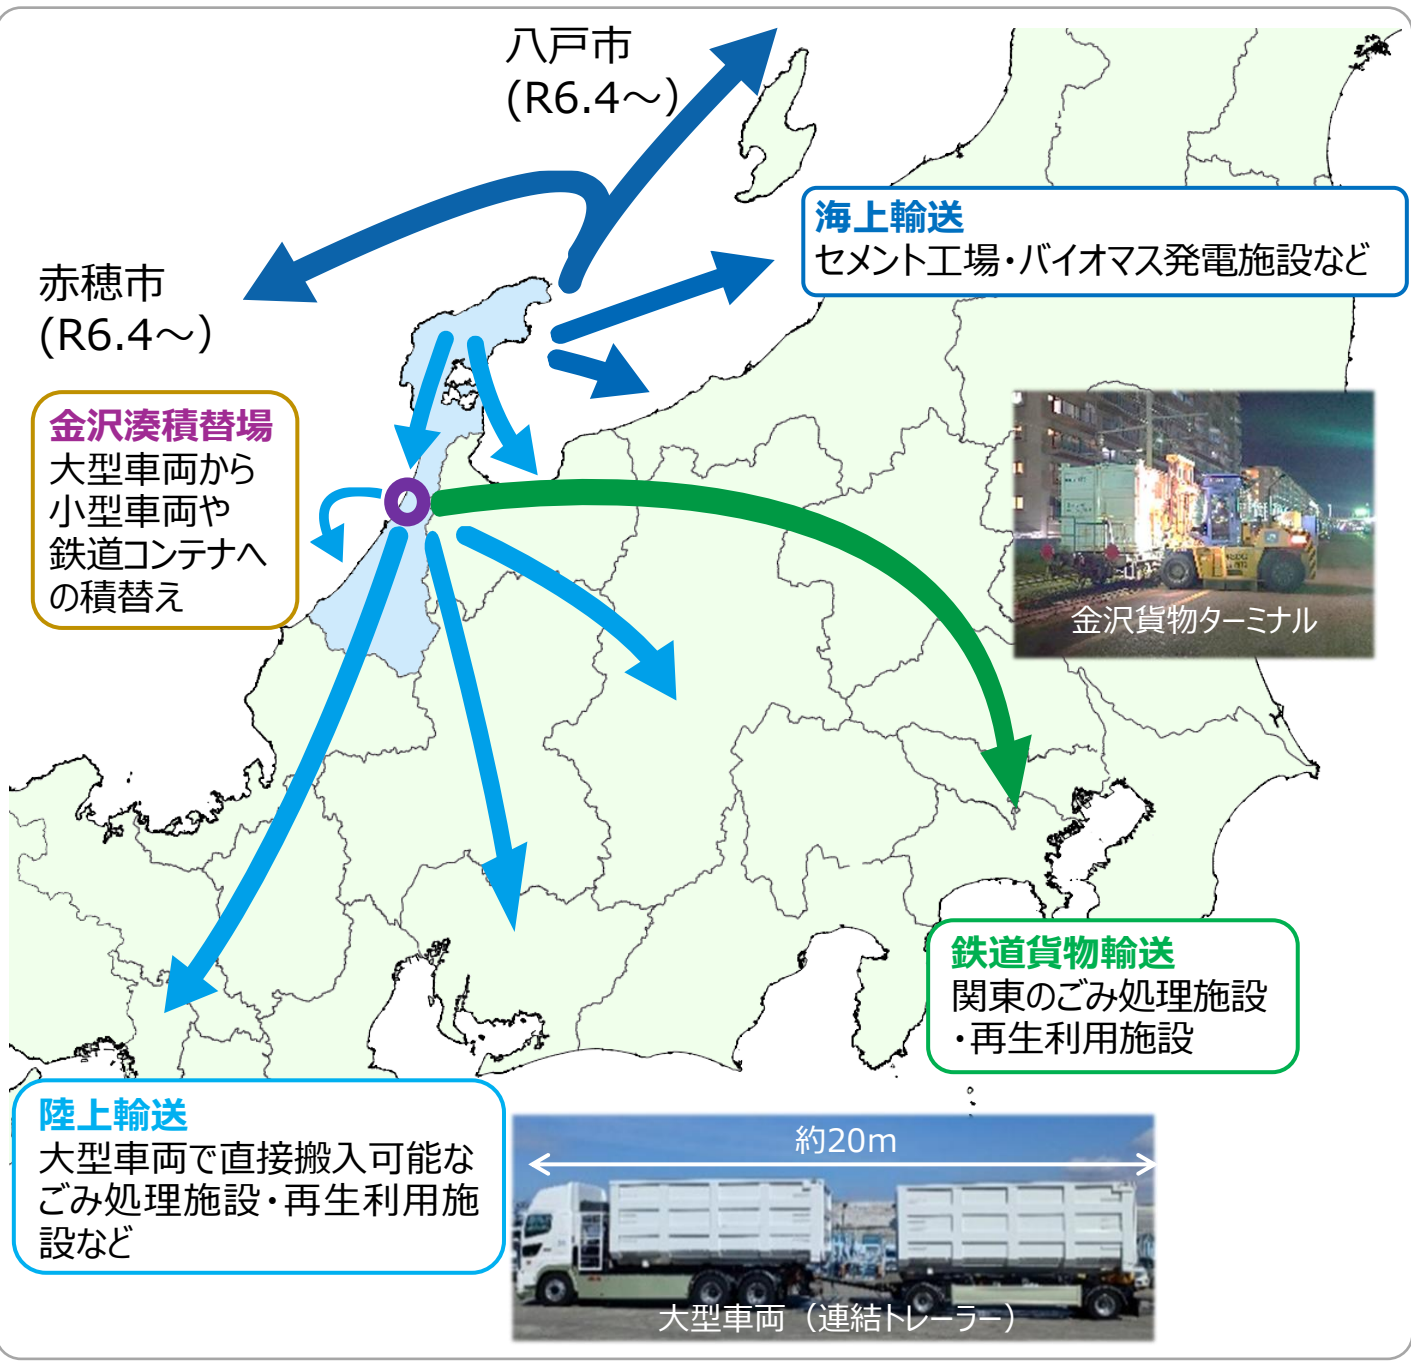 八戸市
(R6.4～)
海上輸送
セメント工場・バイオマス発電施設など
赤穂市
(R6.4～)
金沢湊積替場
大型車両から
小型車両や
鉄道コンテナへ
の積替え
金沢貨物ターミナル
鉄道貨物輸送
関東のごみ処理施設
・再生利用施設
陸上輸送
大型車両で直接搬入可能な
ごみ処理施設・再生利用施
設など
約20m
大型車両（連結トレーラー）